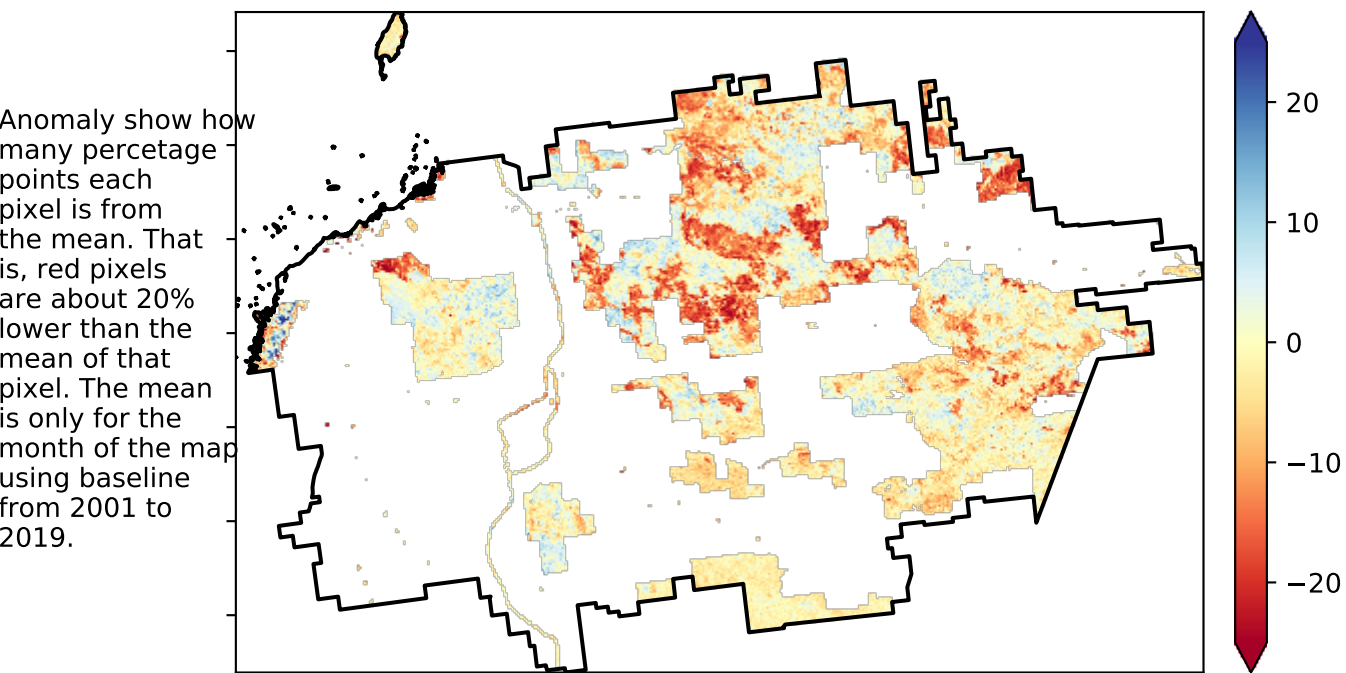 Anomaly show how
many percetage
points each
pixel is from
the mean. That
is, red pixels
are about 20%
lower than the
mean of that
pixel. The mean
is only for the
month of the map
using baseline
from 2001 to
2019.
20
10
0
−10
−20